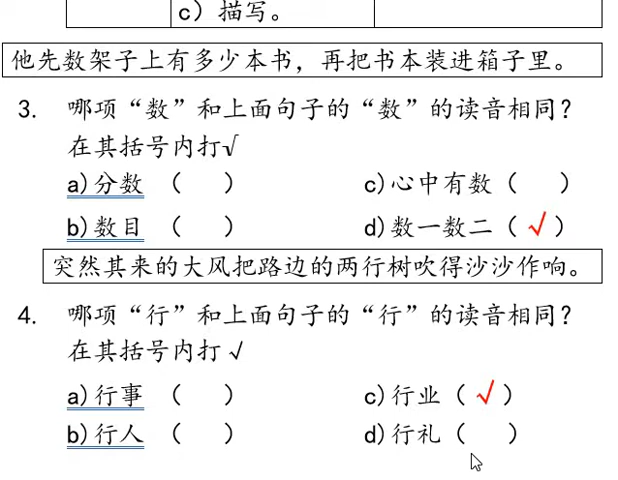 c）描写。
他先数架子上有多少本书，再把书本装进箱子里。
3. 哪项“数”和上面句子的“数”的读音相同？
在其括号内打√
a)分数 （ ） c)心中有数（ ）
b)数目 （ ） d)数一数二（ √ ）
突然其来的大风把路边的两行树吹得沙沙作响。
4. 哪项“行”和上面句子的“行”的读音相同？
在其括号内打 √
a)行事 （ ） c)行业（ √ ）
b)行人 （ ） d)行礼（ ）